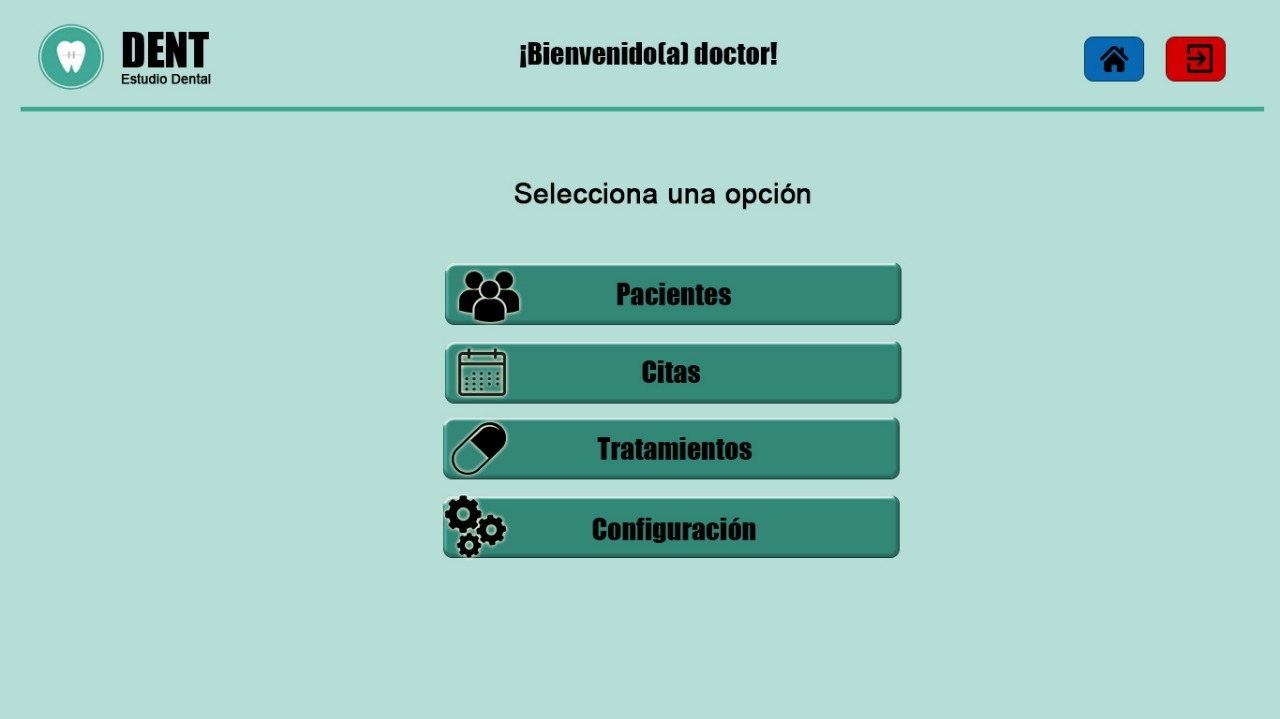 DENT
Estudio Dental
¡Bienvenido(a) doctor!
Selecciona una opción
Pacientes
Citas
Tratamientos
Configuración